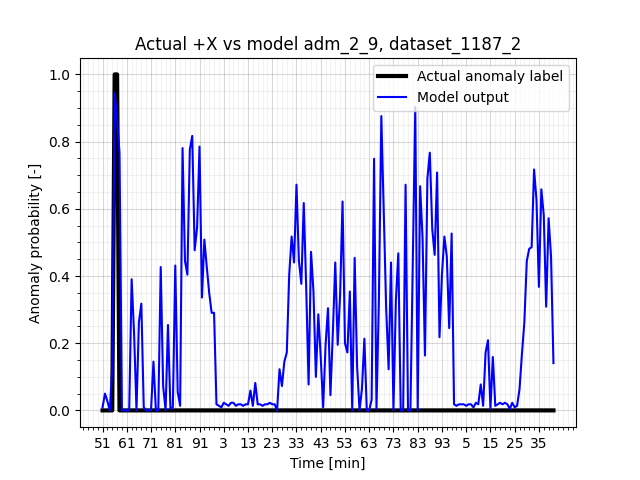 Actual +X vs model adm_2_9, dataset_1187_2
Actual anomaly label
Model output
Anomaly probability [-]
1.0
0.8
0.6
0.4
0.2
0.0
51 61 71 81 91 3 13 23 33 43 53 63 73 83 93 5 15 25 35
Time [min]